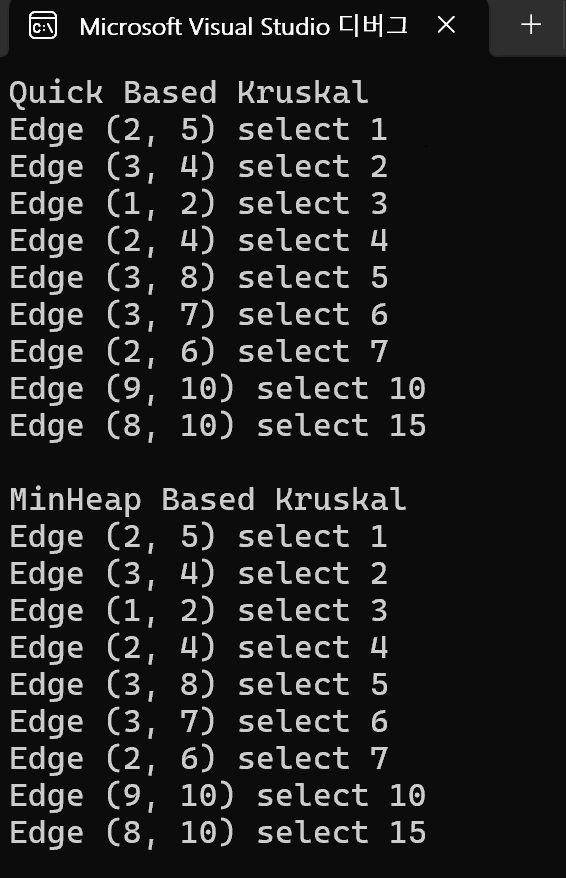 Microsoft Visual Studio 디버그
Quick Based Kruskal
Edge (2, 5) select 1
Edge (3, 4) select 2
Edge (1, 2) select 3
Edge (2, 4) select 4
Edge (3, 8) select 5
Edge (3, 7) select 6
Edge (2, 6) select 7
Edge (9, 10) select 10
Edge (8, 10) select 15
MinHeap Based Kruskal
Edge (2, 5) select 1
Edge (3, 4) select 2
Edge (1, 2) select 3
Edge (2, 4) select 4
Edge (3, 8) select 5
Edge (3, 7) select 6
Edge (2, 6) select 7
Edge (9, 10) select 10
Edge (8, 10) select 15